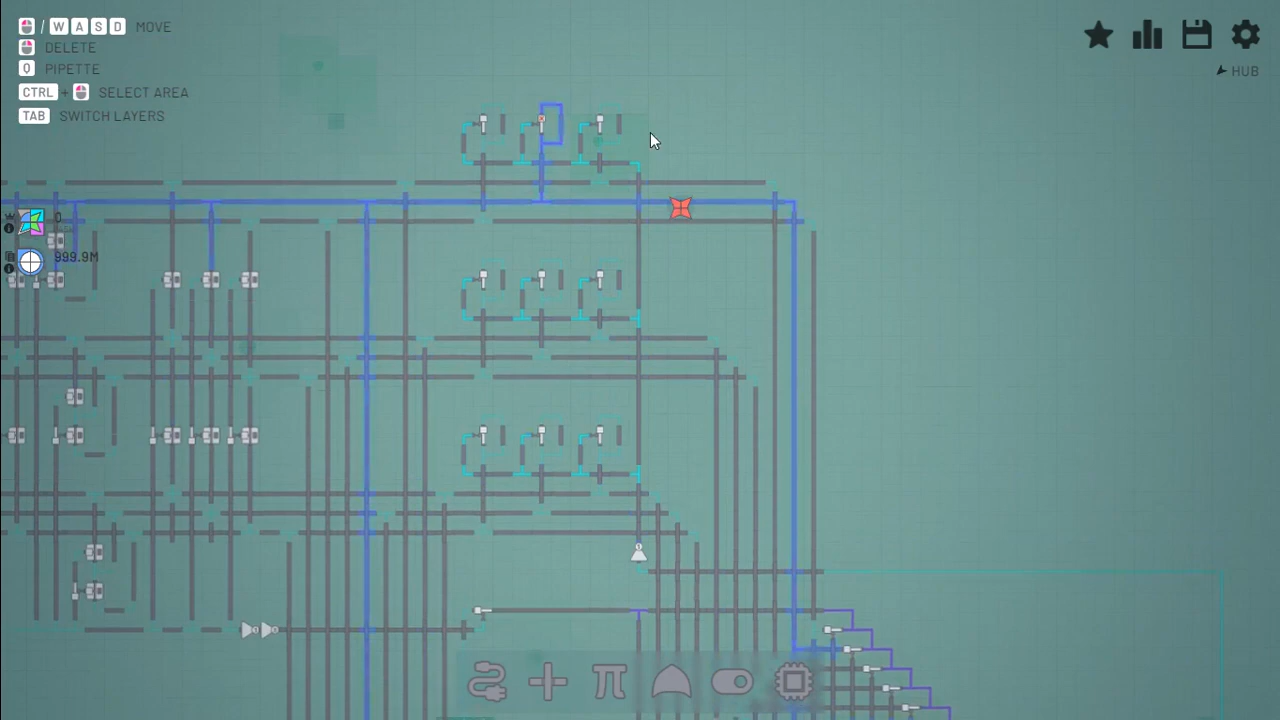 / W A S D MOVE
DELETE
Q PIPETTE
CTRL + SELECT AREA
TAB SWITCH LAYERS
HUB
0
999.9M